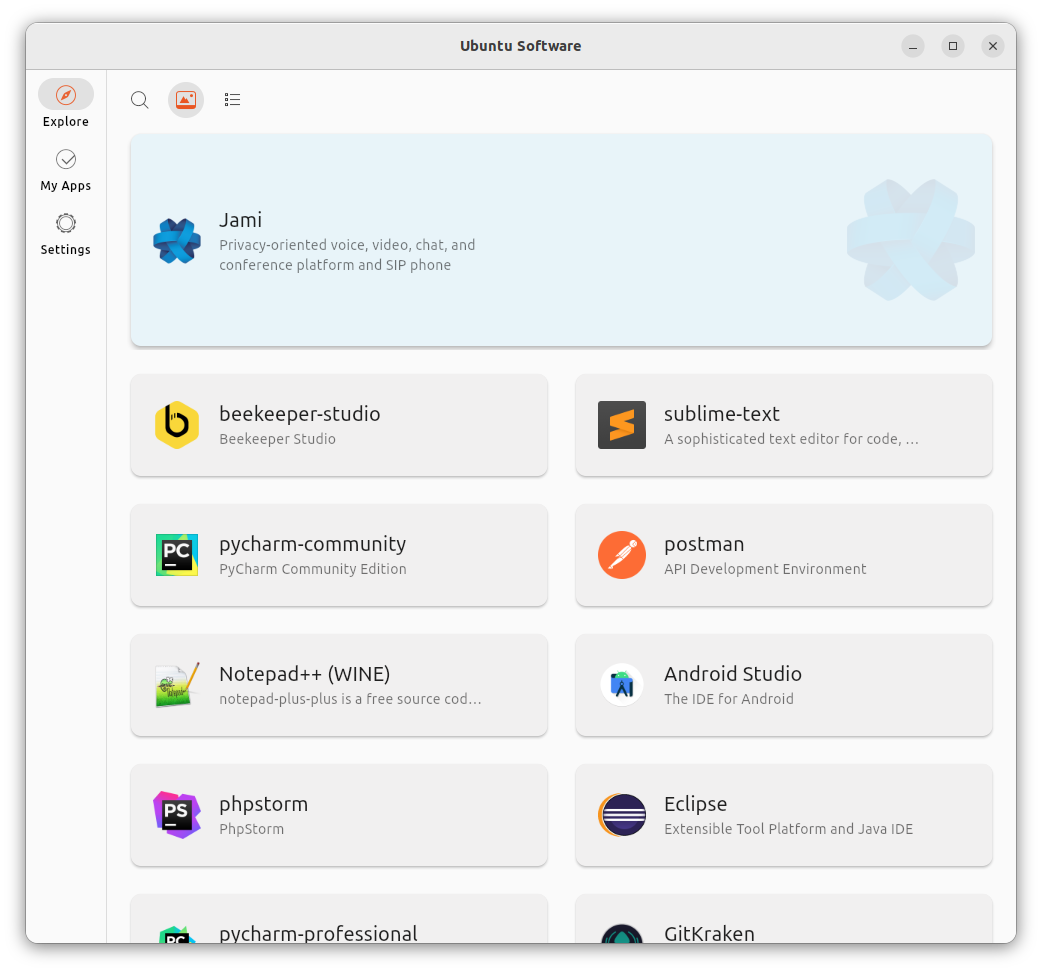 Ubuntu Software
Explore
My Apps
Settings
Jami
Privacy-oriented voice, video, chat, and
conference platform and SIP phone
beekeeper-studio
Beekeeper Studio
sublime-text
A sophisticated text editor for code, …
PC
pycharm-community
PyCharm Community Edition
postman
API Development Environment
Notepad++ (WINE)
notepad-plus-plus is a free source cod…
Android Studio
The IDE for Android
PS
phpstorm
PhpStorm
Eclipse
Extensible Tool Platform and Java IDE
PC
pycharm-professional
GitKraken